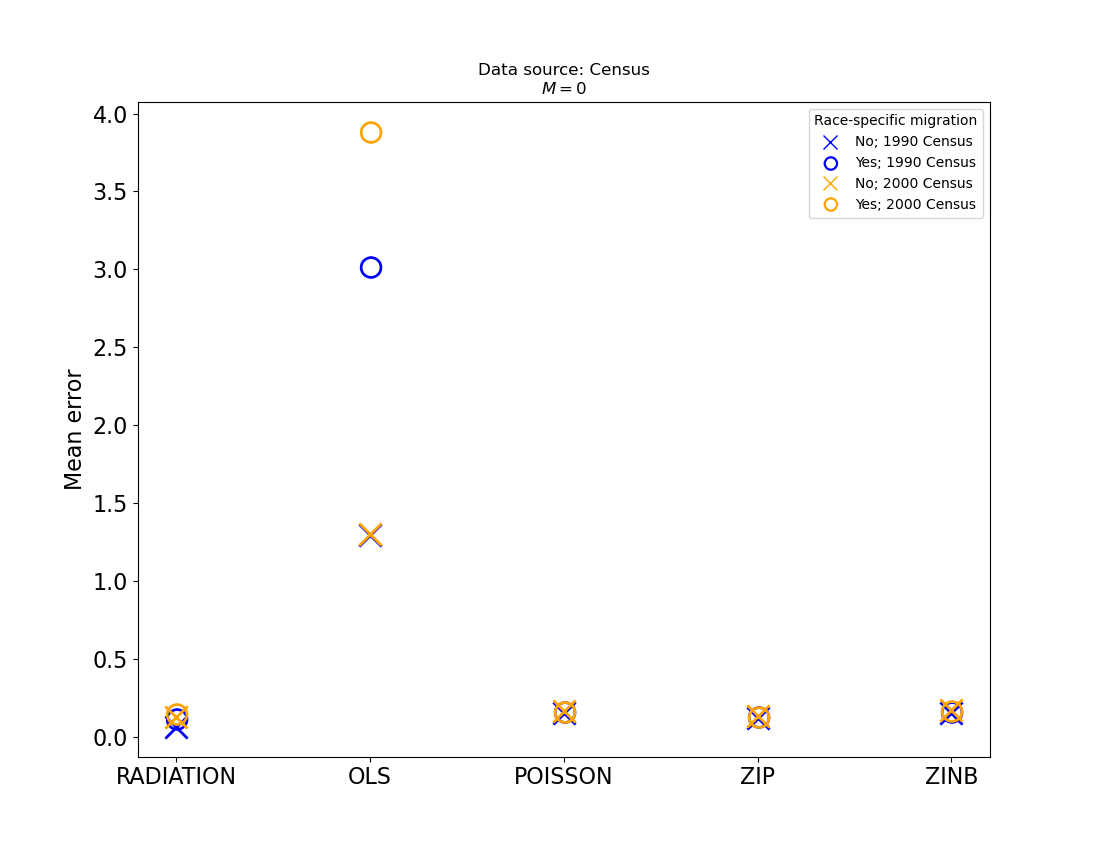 Data source: Census
M = 0
Race-specific migration
No; 1990 Census
Yes; 1990 Census
No; 2000 Census
Yes; 2000 Census
4.0
3.5
3.0
2.5
2.0
1.5
1.0
0.5
0.0
Mean error
RADIATION OLS POISSON ZIP ZINB